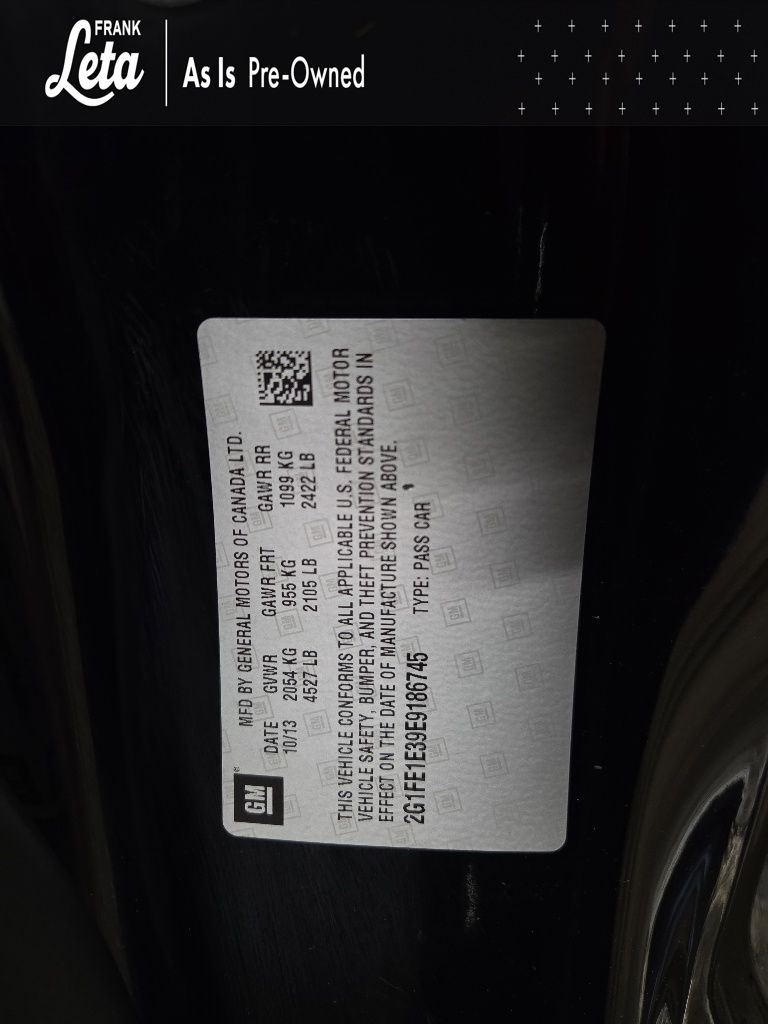 FRANK
Leta
As Is Pre-Owned
GM
MFD BY GENERAL MOTORS OF CANADA LTD.
DATE GVWR GAWR FRT GAWR RR
10/13 2054 KG 955 KG 1099 KG
4527 LB 2105 LB 2422 LB
THIS VEHICLE CONFORMS TO ALL APPLICABLE U.S. FEDERAL MOTOR
VEHICLE SAFETY, BUMPER, AND THEFT PREVENTION STANDARDS IN
EFFECT ON THE DATE OF MANUFACTURE SHOWN ABOVE.
2G1FE1E39E9186745 TYPE: PASS CAR